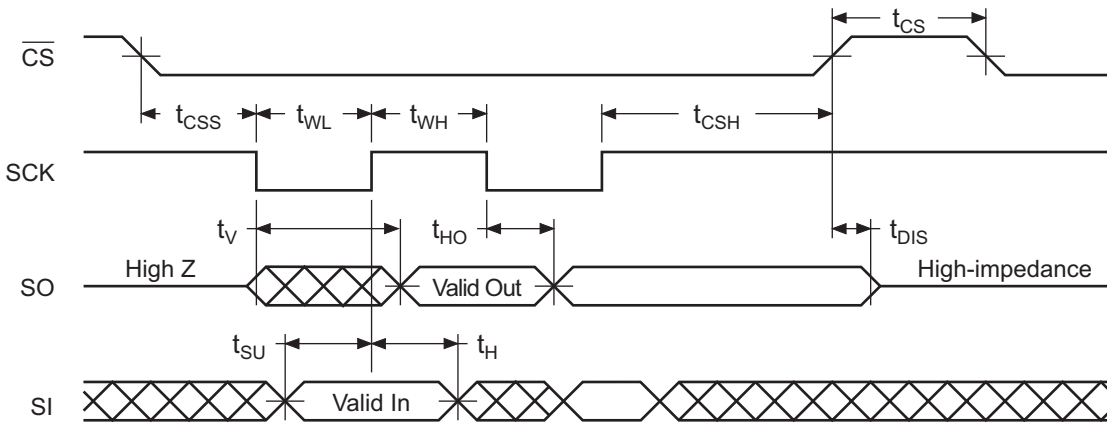 t_CS
CS
t_CSS t_WL t_WH t_CSH
SCK
t_V t_HO t_DIS
High Z High-impedance
SO Valid Out
t_SU t_H
SI Valid In